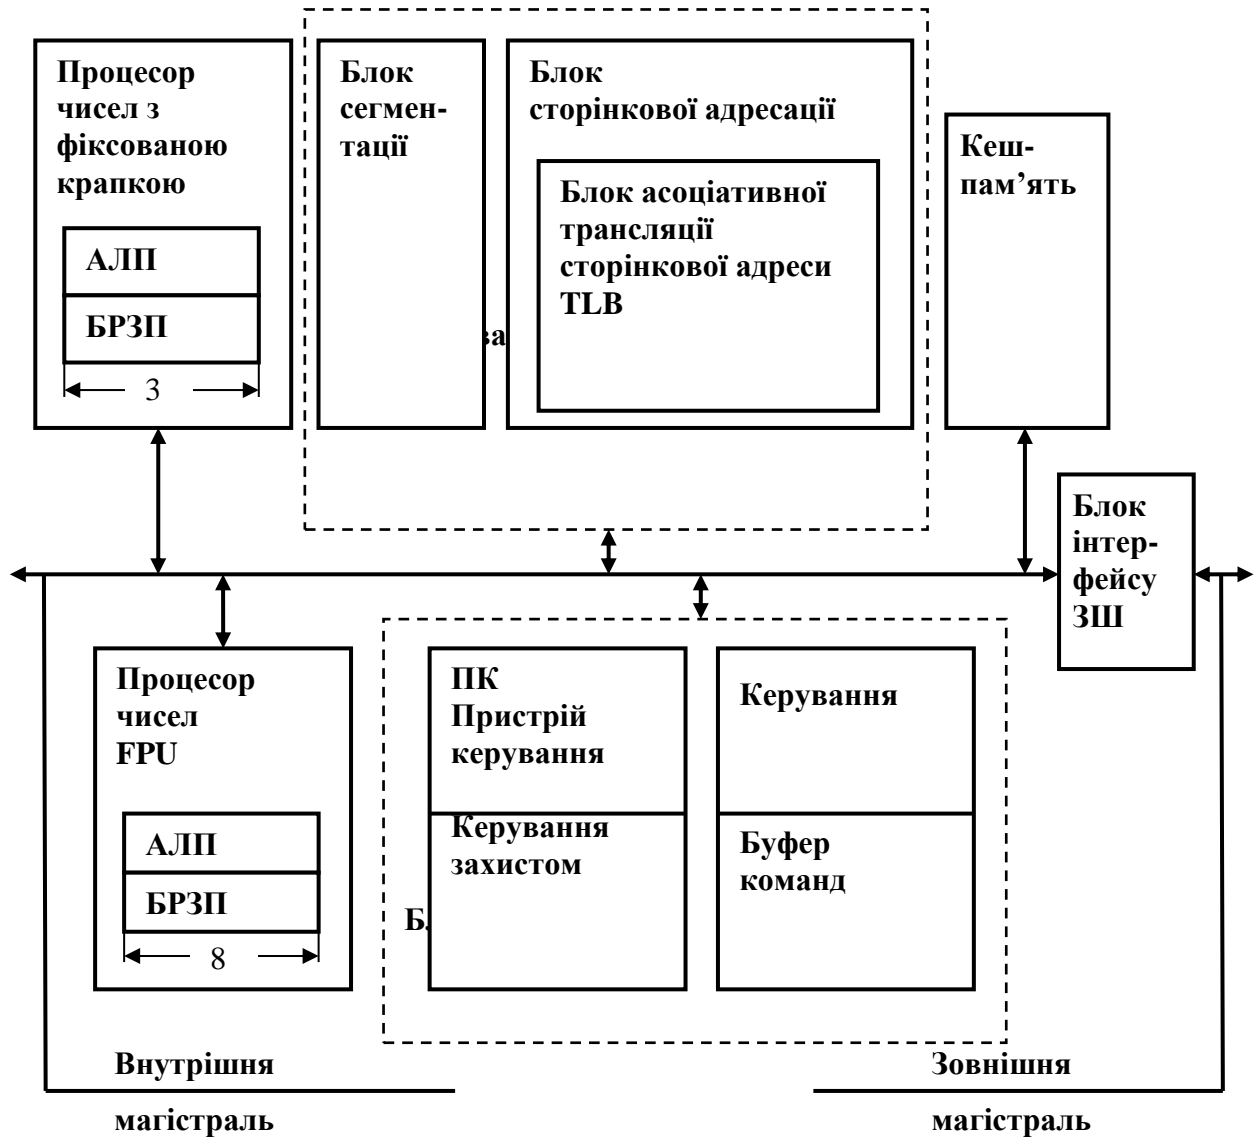 Процесор
чисел з
фіксованою
крапкою
АЛП
БРЗП
3
Блок
сегмен-
тації
Блок
сторінкової адресації
Блок асоціативної
трансляції
сторінкової адреси
TLB
Кеш-
пам’ять
Блок
інтер-
фейсу
ЗШ
Процесор
чисел
FPU
АЛП
БРЗП
8
ПК
Пристрій
керування
Керування
захистом
Керування
Буфер
команд
Внутрішня
магістраль
Зовнішня
магістраль